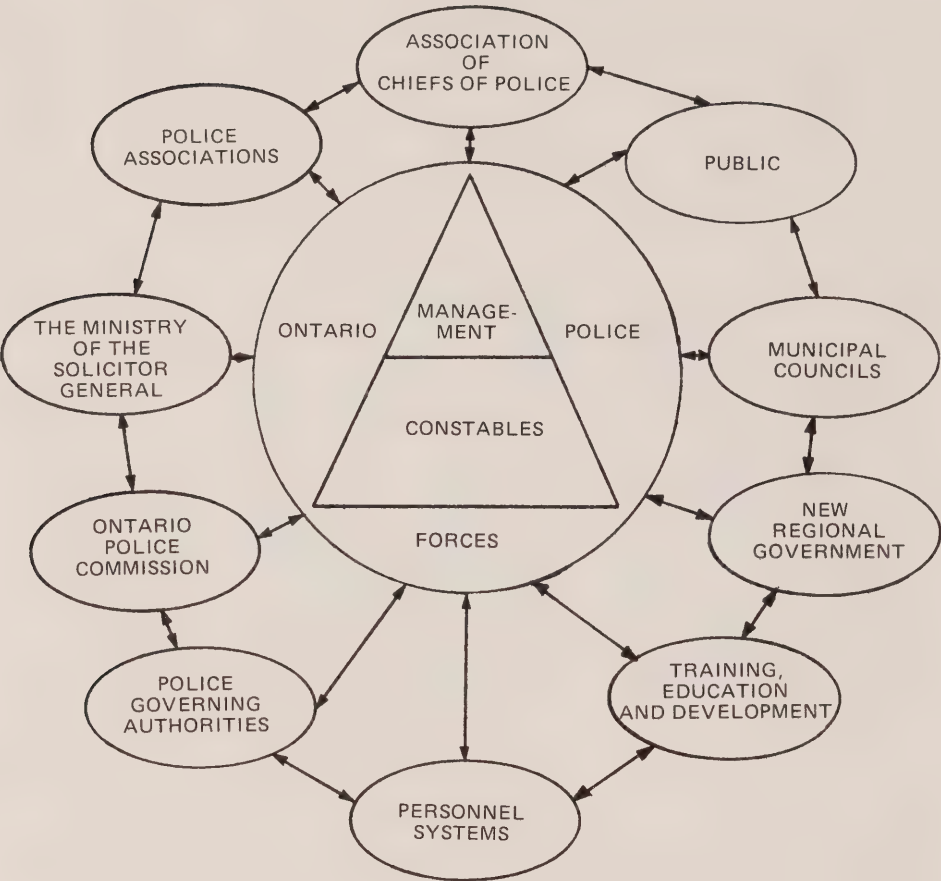 ASSOCIATION
OF
CHIEFS OF POLICE
POLICE
ASSOCIATIONS
PUBLIC
THE MINISTRY
OF THE
SOLICITOR
GENERAL
ONTARIO
MANAGE-
MENT
POLICE
MUNICIPAL
COUNCILS
CONSTABLES
FORCES
ONTARIO
POLICE
COMMISSION
NEW
REGIONAL
GOVERNMENT
POLICE
GOVERNING
AUTHORITIES
TRAINING,
EDUCATION
AND DEVELOPMENT
PERSONNEL
SYSTEMS